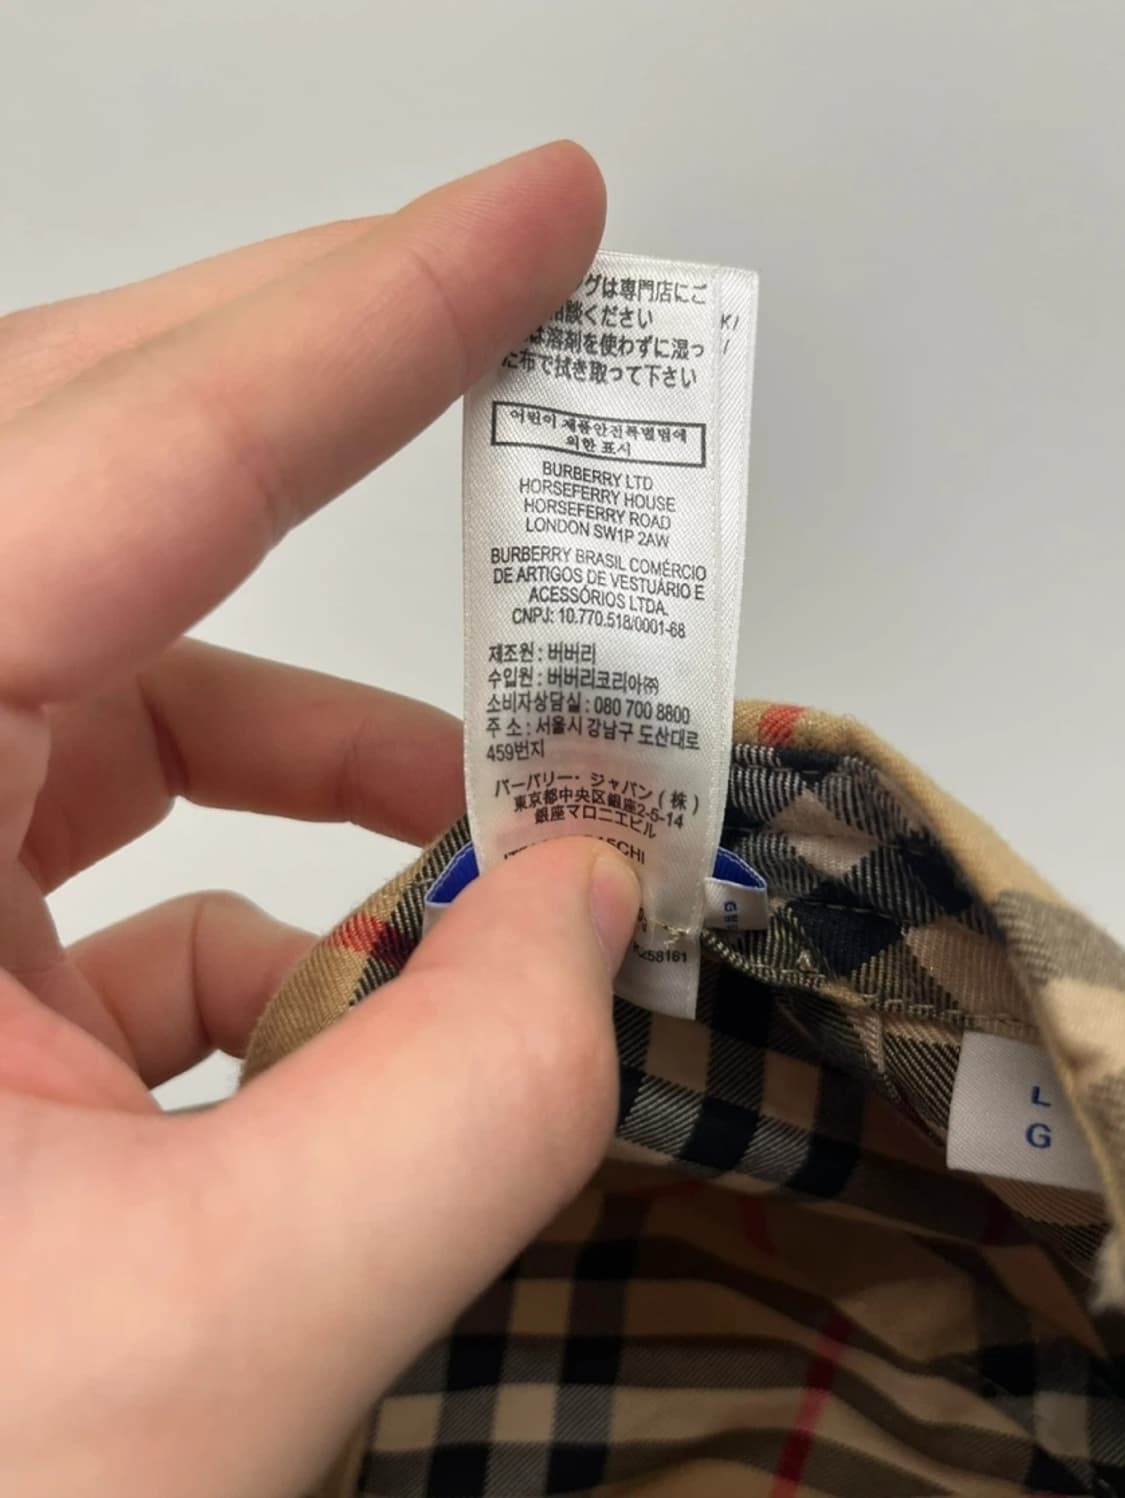 グは専門店にご
相談ください
は溶剤を使わずに湿っ
た布で拭き取って下さい
어린이제품안전특별법에
의한 표시
BURBERRY LTD
HORSEFERRY HOUSE
HORSEFERRY ROAD
LONDON SW1P 2AW
BURBERRY BRASIL COMÉRCIO
DE ARTIGOS DE VESTUÁRIO E
ACESSÓRIOS LTDA.
CNPJ: 10.770.518/0001-68
제조원 : 버버리
수입원 : 버버리코리아㈜
소비자상담실 : 080 700 8800
주 소 : 서울시 강남구 도산대로
459번지
バーバリー・ジャパン(株)
東京都中央区銀座2-5-14
銀座マロニエビル
L
G